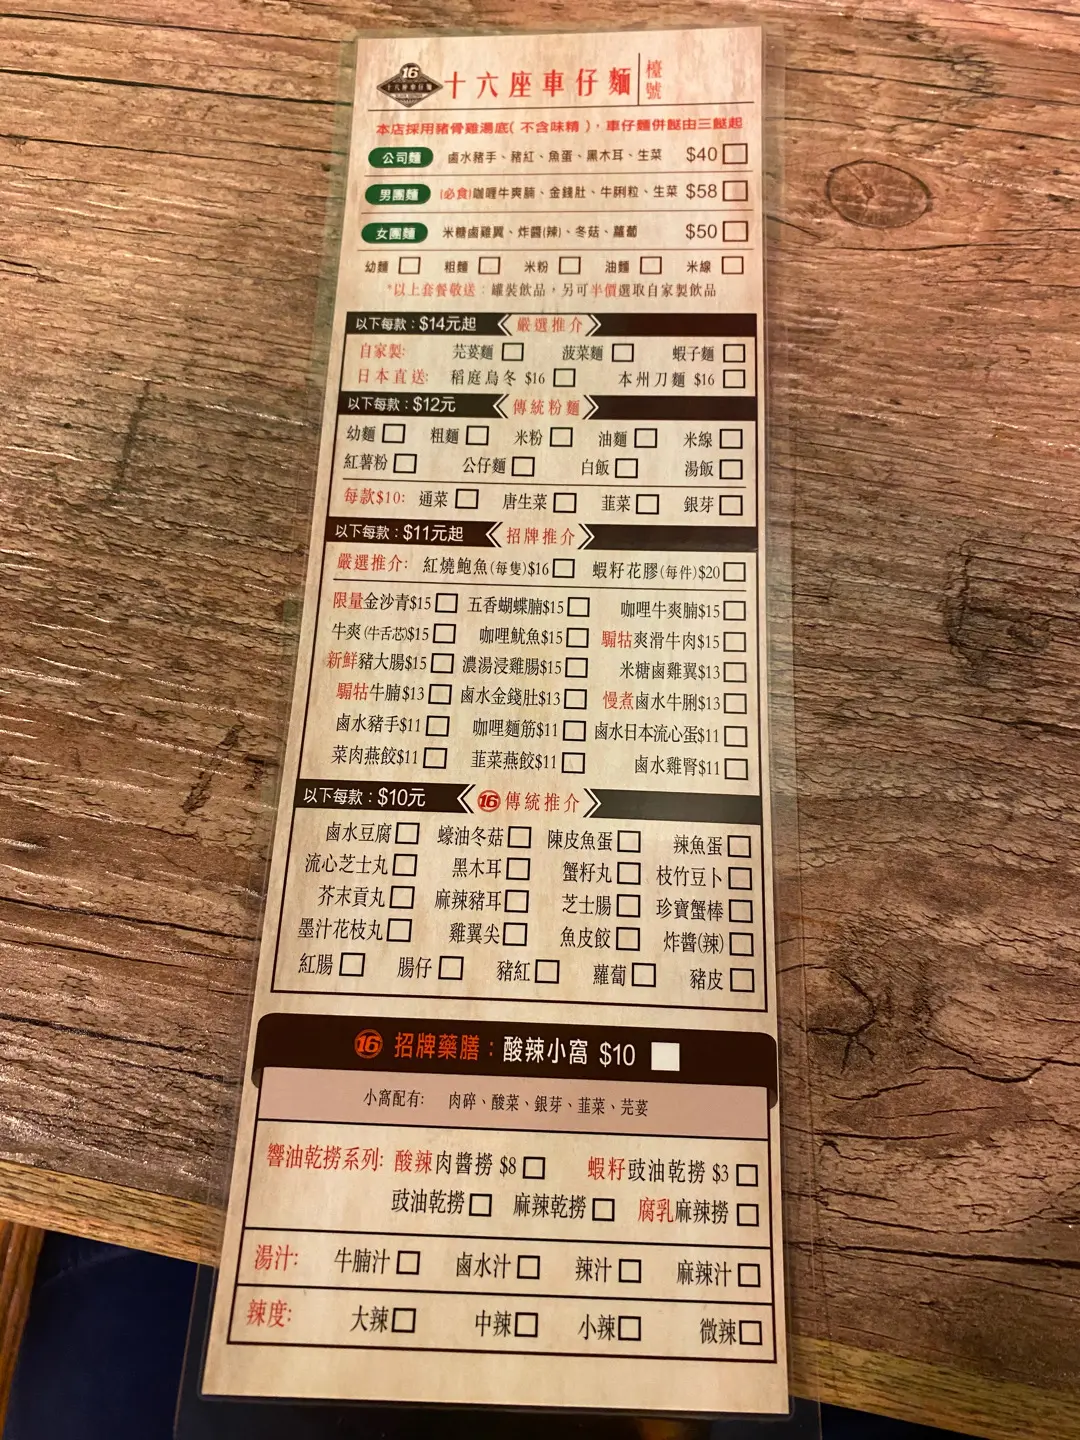 16
十六座車仔麵
十六座車仔麵 檯號
本店採用豬骨雞湯底(不含味精)，車仔麵併餸由三餸起
公司麵 鹵水豬手、豬紅、魚蛋、黑木耳、生菜 $40
男團麵 (必食)咖喱牛爽腩、金錢肚、牛脷粒、生菜 $58
女團麵 米糖鹵雞翼、炸醬(辣)、冬菇、蘿蔔 $50
幼麵 粗麵 米粉 油麵 米線
*以上套餐敬送：罐裝飲品，另可半價選取自家製飲品
以下每款：$14元起 嚴選推介
自家製: 芫荽麵 菠菜麵 蝦子麵
日本直送: 稻庭烏冬 $16 本州刀麵 $16
以下每款：$12元 傳統粉麵
幼麵 粗麵 米粉 油麵 米線
紅薯粉 公仔麵 白飯 湯飯
每款$10: 通菜 唐生菜 韮菜 銀芽
以下每款：$11元起 招牌推介
嚴選推介: 紅燒鮑魚(每隻)$16 蝦籽花膠(每件)$20
限量金沙青$15 五香蝴蝶腩$15 咖哩牛爽腩$15
牛爽(牛舌芯)$15 咖哩魷魚$15 騸牯爽滑牛肉$15
新鮮豬大腸$15 濃湯浸雞腸$15 米糖鹵雞翼$13
騸牯牛腩$13 鹵水金錢肚$13 慢煮鹵水牛脷$13
鹵水豬手$11 咖哩麵筋$11 鹵水日本流心蛋$11
菜肉燕餃$11 韮菜燕餃$11 鹵水雞腎$11
以下每款：$10元 16傳統推介
鹵水豆腐 蠔油冬菇 陳皮魚蛋 辣魚蛋
流心芝士丸 黑木耳 蟹籽丸 枝竹豆卜
芥末貢丸 麻辣豬耳 芝士腸 珍寶蟹棒
墨汁花枝丸 雞翼尖 魚皮餃 炸醬(辣)
紅腸 腸仔 豬紅 蘿蔔 豬皮
16 招牌藥膳：酸辣小窩 $10
小窩配有: 肉碎、酸菜、銀芽、韮菜、芫荽
響油乾撈系列: 酸辣肉醬撈 $8 蝦籽豉油乾撈 $3
豉油乾撈 麻辣乾撈 腐乳麻辣撈
湯汁: 牛腩汁 鹵水汁 辣汁 麻辣汁
辣度: 大辣 中辣 小辣 微辣